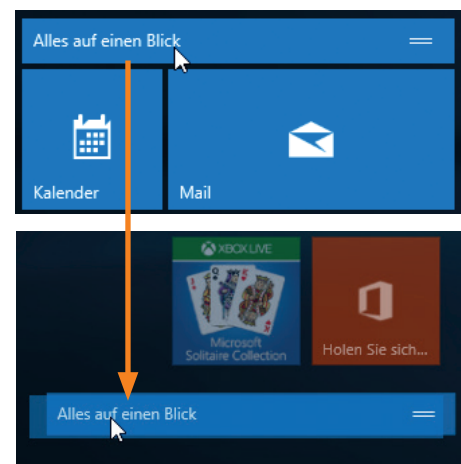 Alles auf einen Blick
Kalender
Mail
XBOX LIVE
Microsoft
Solitaire Collection
Holen Sie sich...
Alles auf einen Blick